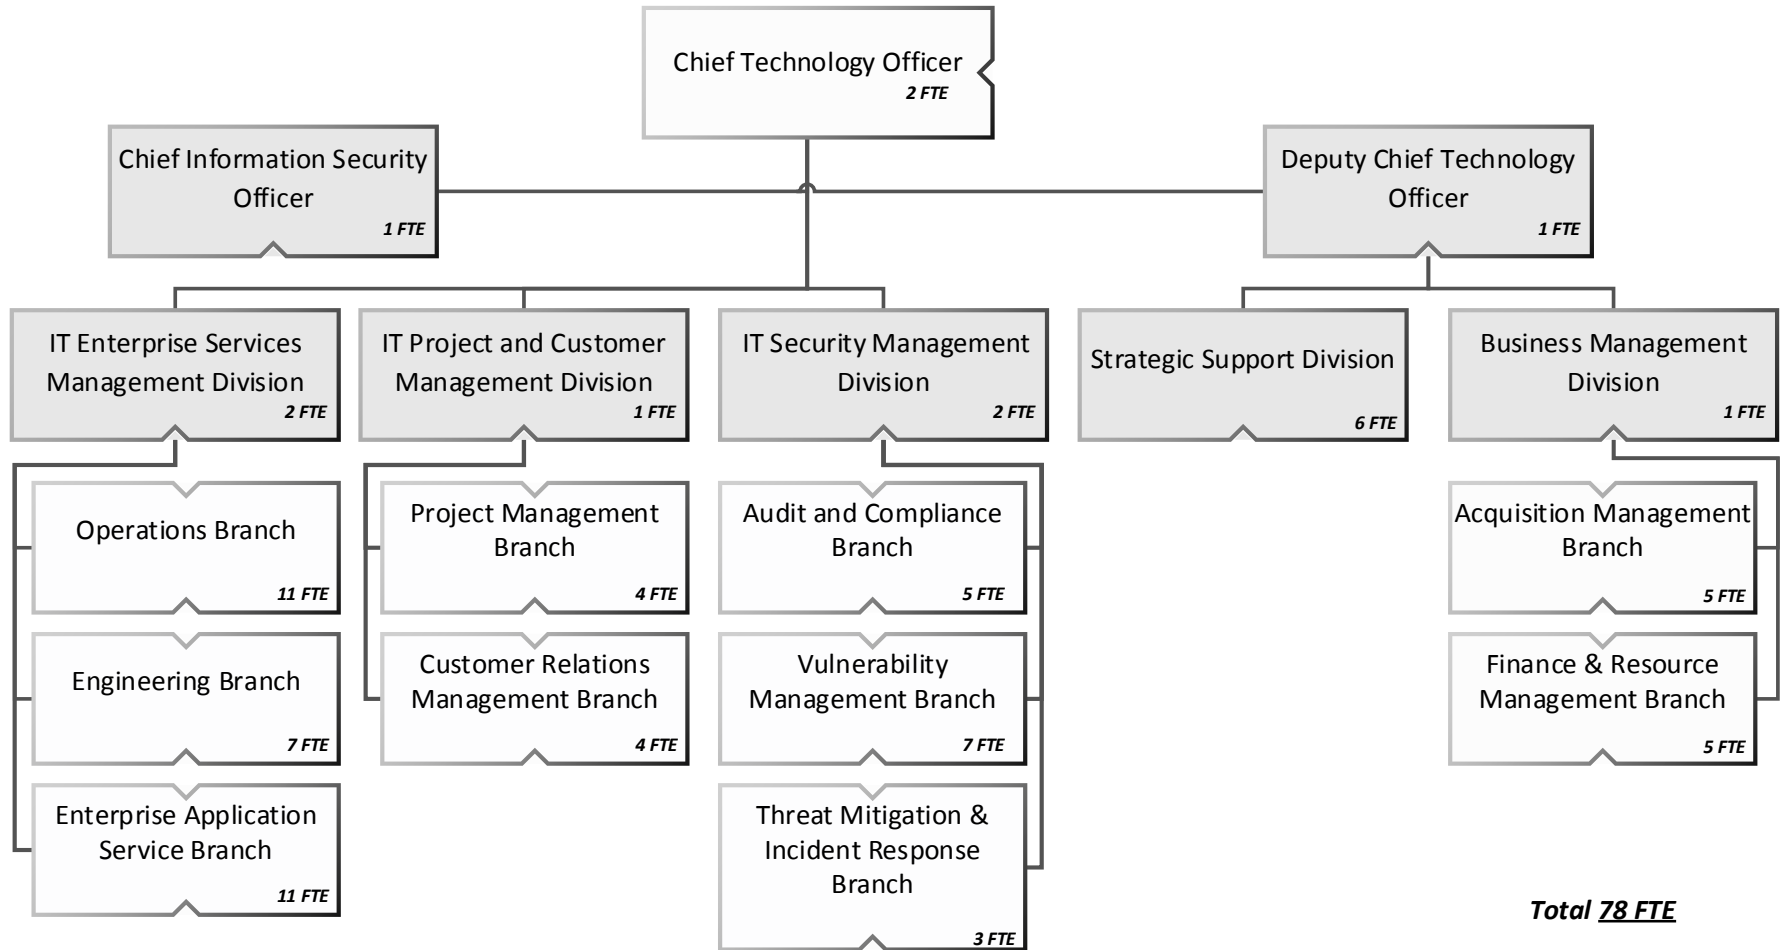 Chief Technology Officer
2 FTE
Chief Information Security
Officer
1 FTE
Deputy Chief Technology
Officer
1 FTE
IT Enterprise Services
Management Division
2 FTE
IT Project and Customer
Management Division
1 FTE
IT Security Management
Division
2 FTE
Strategic Support Division
6 FTE
Business Management
Division
1 FTE
Operations Branch
11 FTE
Engineering Branch
7 FTE
Enterprise Application
Service Branch
11 FTE
Project Management
Branch
4 FTE
Customer Relations
Management Branch
4 FTE
Audit and Compliance
Branch
5 FTE
Vulnerability
Management Branch
7 FTE
Threat Mitigation &
Incident Response
Branch
3 FTE
Acquisition Management
Branch
5 FTE
Finance & Resource
Management Branch
5 FTE
Total 78 FTE